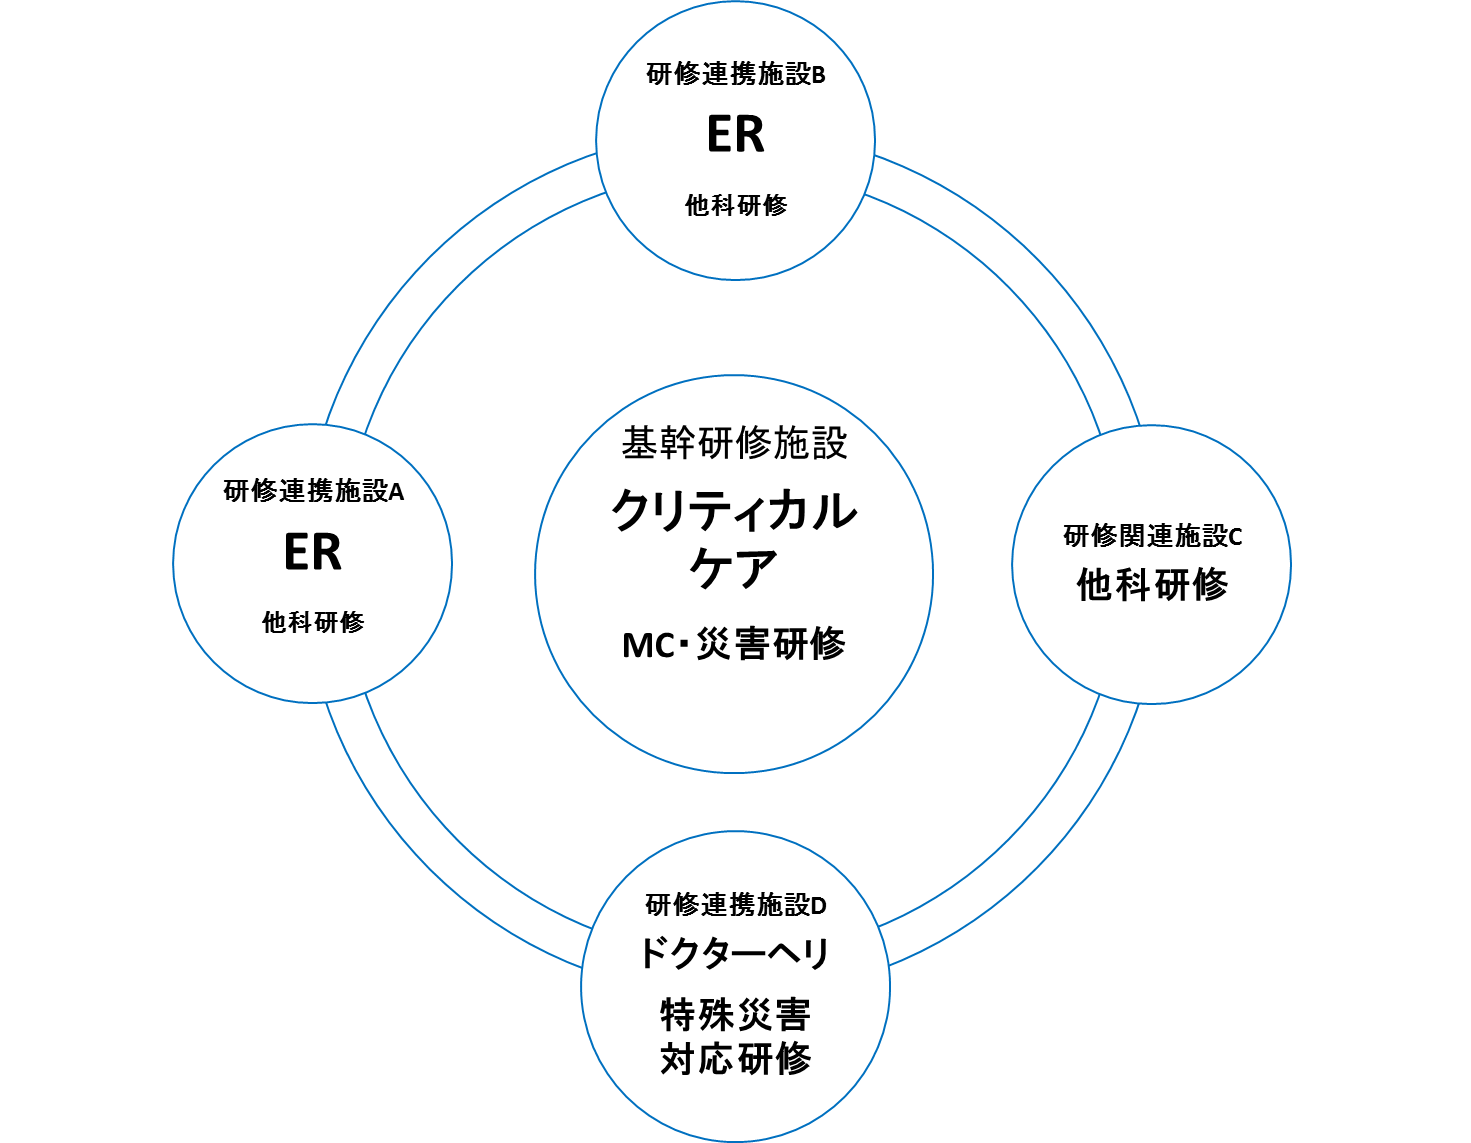 研修連携施設B
ER
他科研修
研修連携施設A
ER
他科研修
基幹研修施設
クリティカル
ケア
MC・災害研修
研修関連施設C
他科研修
研修連携施設D
ドクターヘリ
特殊災害
対応研修